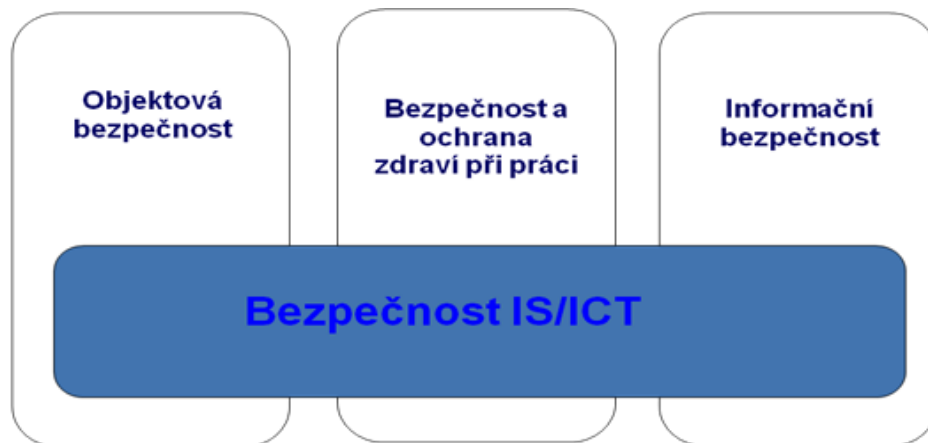 Objektová
bezpečnost
Bezpečnost a
ochrana
zdraví při práci
Informační
bezpečnost
Bezpečnost IS/ICT